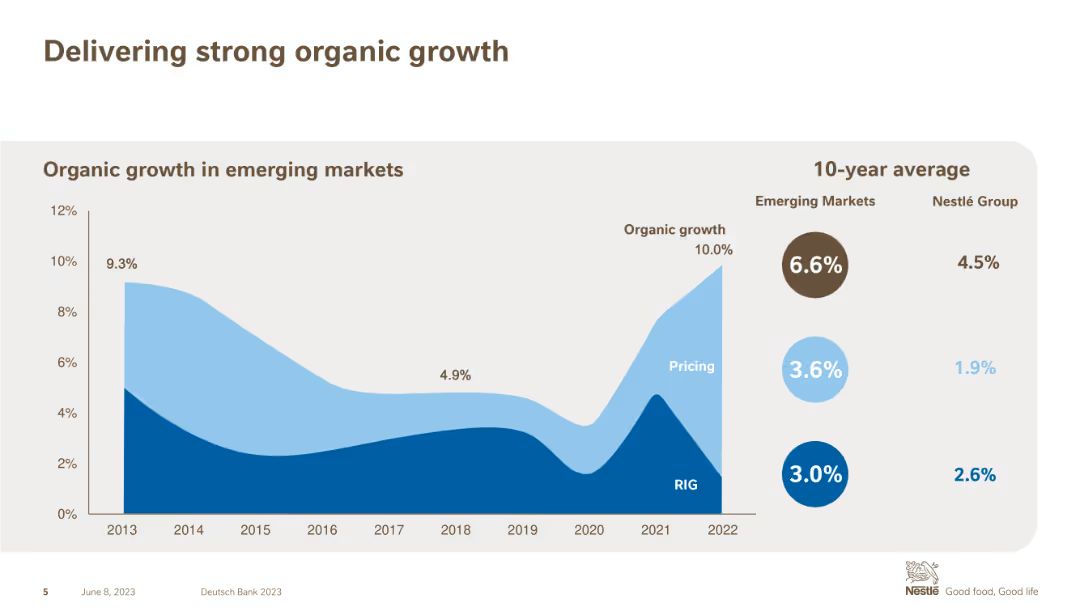 Delivering strong organic growth
Organic growth in emerging markets
10-year average
Emerging Markets
Nestlé Group
12%
10%
8%
6%
4%
2%
0%
9.3%
4.9%
Organic growth
10.0%
Pricing
RIG
2013 2014 2015 2016 2017 2018 2019 2020 2021 2022
6.6% 4.5%
3.6% 1.9%
3.0% 2.6%
5 June 8, 2023 Deutsch Bank 2023
Nestlé Good food, Good life